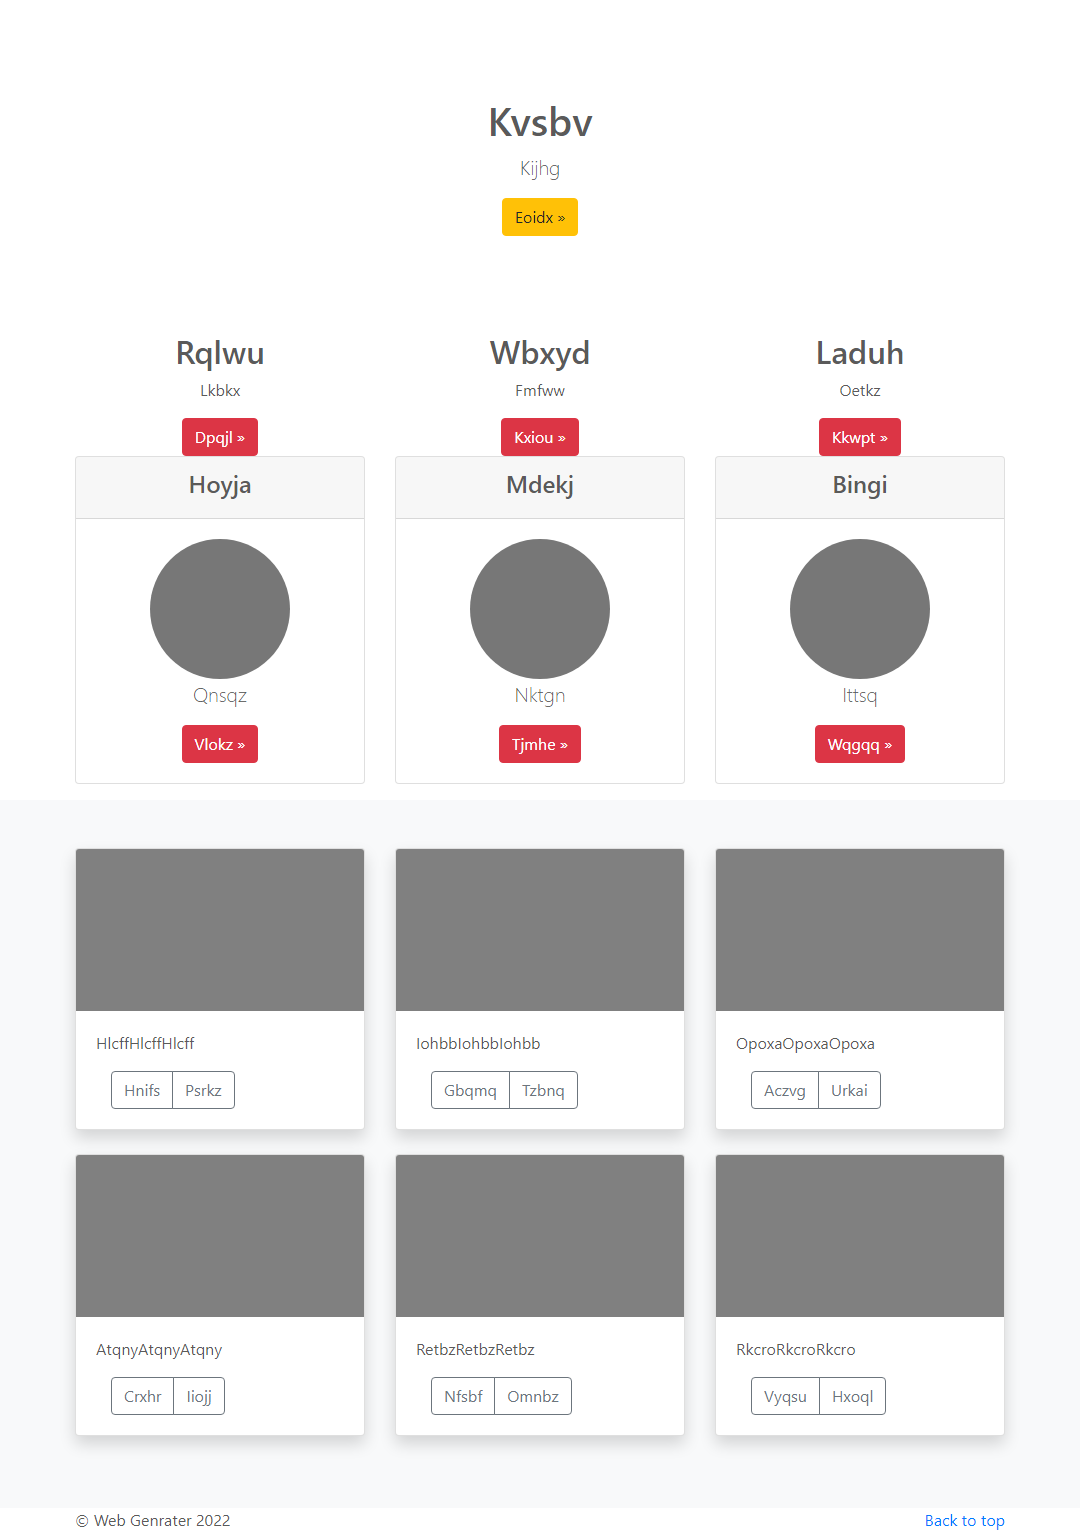 Kvsbv
Kijhg
Eoidx »
Rqlwu
Lkbkx
Dpqjl »
Wbxyd
Fmfww
Kxiou »
Laduh
Oetkz
Kkwpt »
Hoyja
Qnsqz
Vlokz »
Mdekj
Nktgn
Tjmhe »
Bingi
Ittsq
Wqgqq »
HlcffHlcffHlcff
Hnifs Psrkz
IohbbIohbbIohbb
Gbqmq Tzbnq
OpoxaOpoxaOpoxa
Aczvg Urkai
AtqnyAtqnyAtqny
Crxhr Iiojj
RetbzRetbzRetbz
Nfsbf Omnbz
RkcroRkcroRkcro
Vyqsu Hxoql
© Web Genrater 2022
Back to top